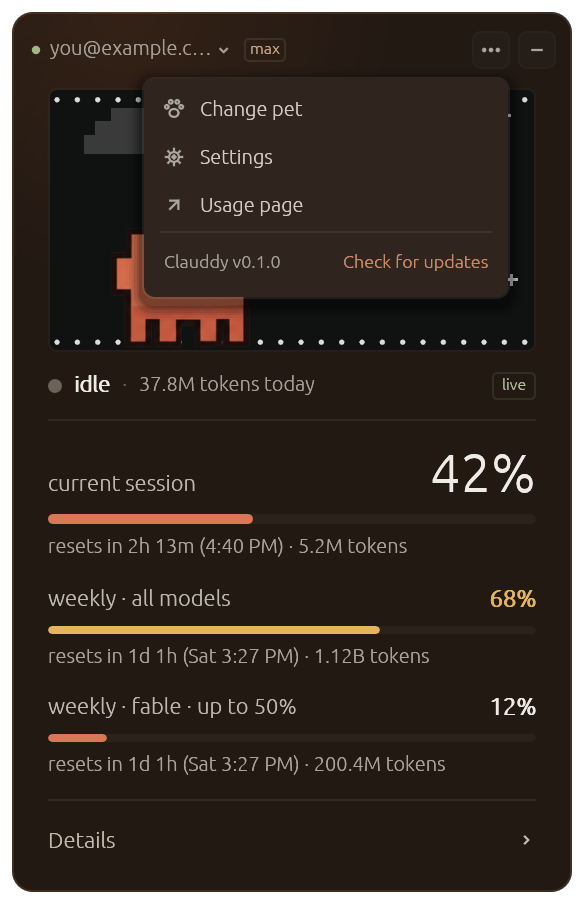 you@example.c... max
Change pet
Settings
Usage page
Clauddy v0.1.0 Check for updates
idle · 37.8M tokens today live
current session 42%
resets in 2h 13m (4:40 PM) · 5.2M tokens
weekly · all models 68%
resets in 1d 1h (Sat 3:27 PM) · 1.12B tokens
weekly · fable · up to 50% 12%
resets in 1d 1h (Sat 3:27 PM) · 200.4M tokens
Details